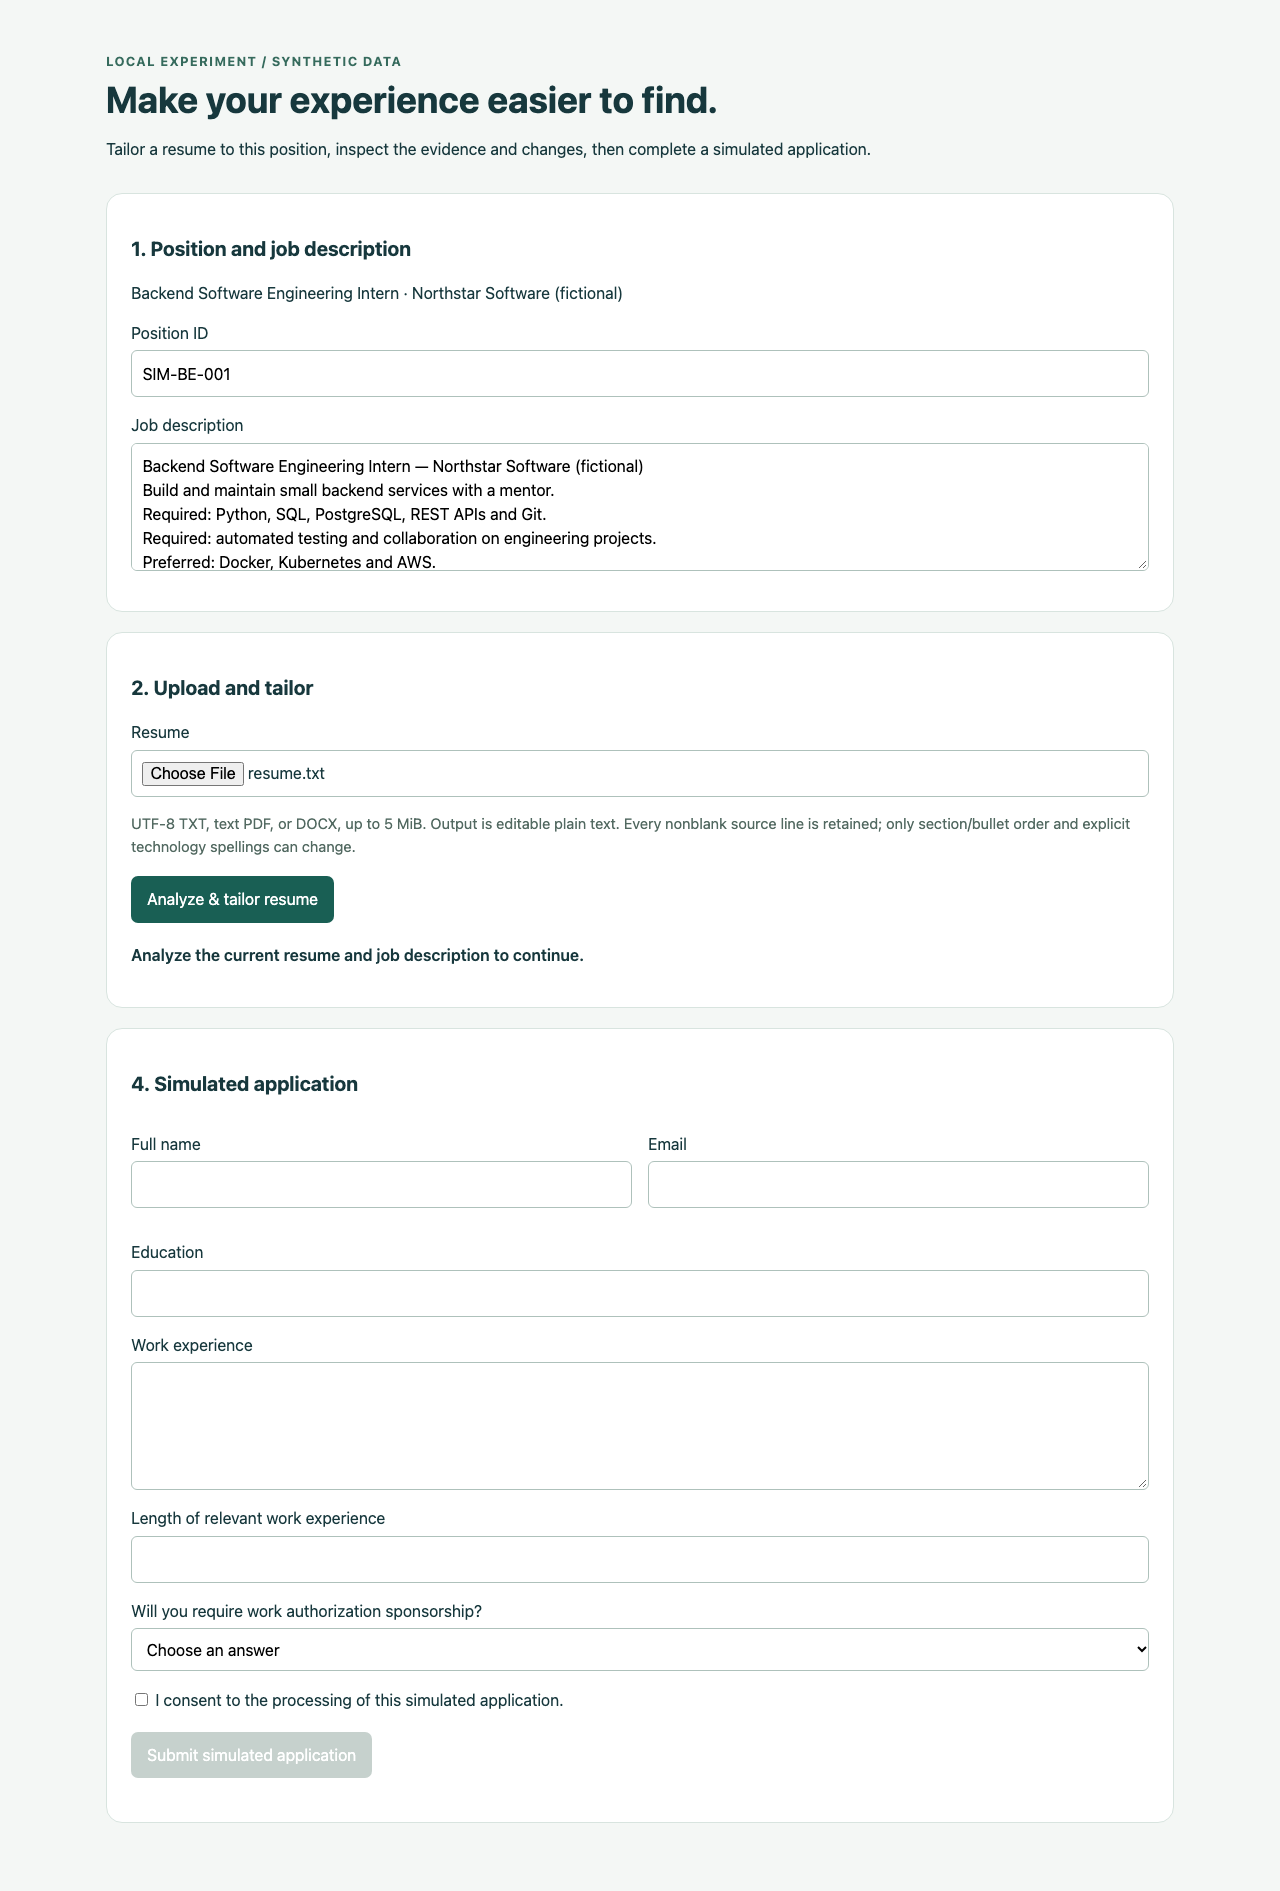 LOCAL EXPERIMENT / SYNTHETIC DATA
Make your experience easier to find.
Tailor a resume to this position, inspect the evidence and changes, then complete a simulated application.
1. Position and job description
Backend Software Engineering Intern · Northstar Software (fictional)
Position ID
SIM-BE-001
Job description
Backend Software Engineering Intern — Northstar Software (fictional)
Build and maintain small backend services with a mentor.
Required: Python, SQL, PostgreSQL, REST APIs and Git.
Required: automated testing and collaboration on engineering projects.
Preferred: Docker, Kubernetes and AWS.
2. Upload and tailor
Resume
Choose File resume.txt
UTF-8 TXT, text PDF, or DOCX, up to 5 MiB. Output is editable plain text. Every nonblank source line is retained; only section/bullet order and explicit
technology spellings can change.
Analyze & tailor resume
Analyze the current resume and job description to continue.
4. Simulated application
Full name
Email
Education
Work experience
Length of relevant work experience
Will you require work authorization sponsorship?
Choose an answer
I consent to the processing of this simulated application.
Submit simulated application